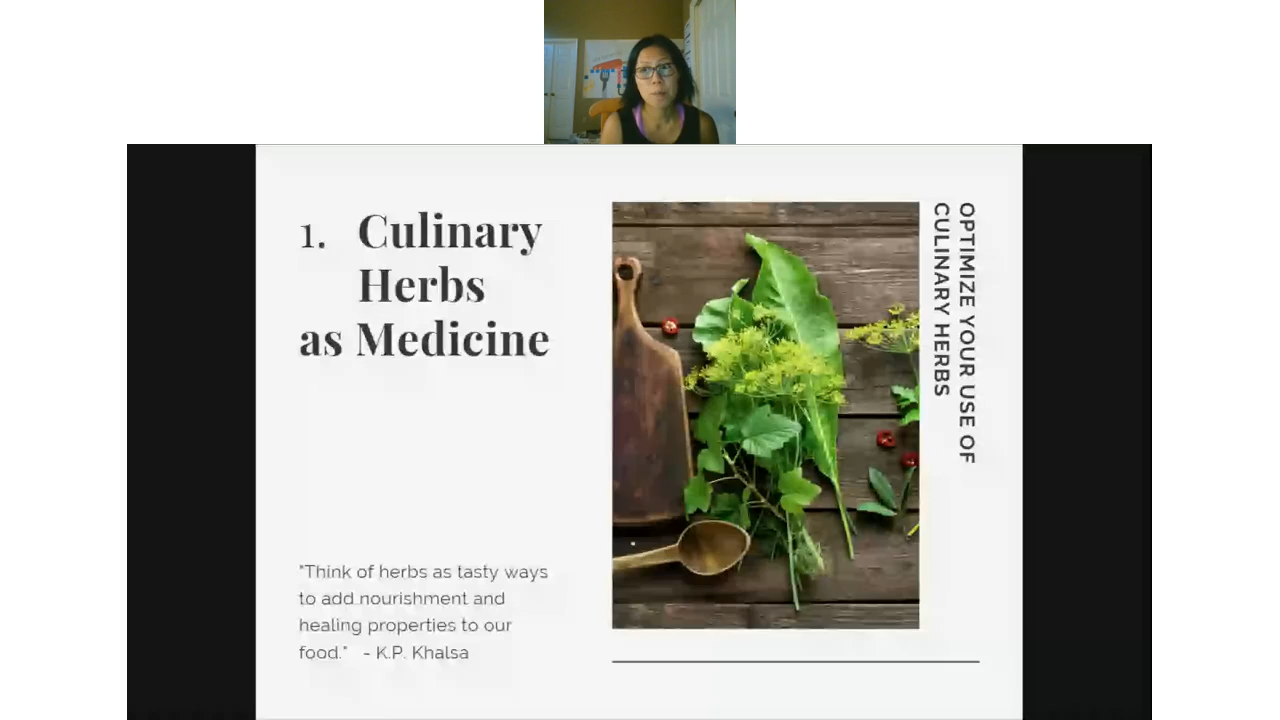 1. Culinary
Herbs
as Medicine
"Think of herbs as tasty ways
to add nourishment and
healing properties to our
food." - K.P. Khalsa
OPTIMIZE YOUR USE OF
CULINARY HERBS